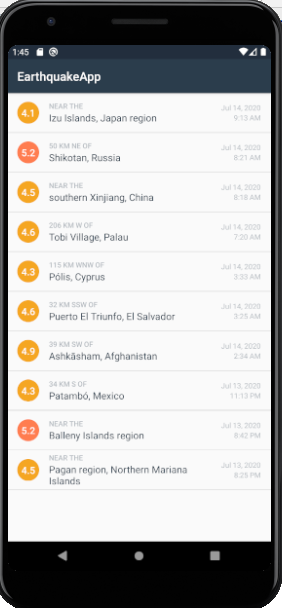 1:45
EarthquakeApp
4.1
NEAR THE
Izu Islands, Japan region
Jul 14, 2020
9:13 AM
5.2
50 KM NE OF
Shikotan, Russia
Jul 14, 2020
8:21 AM
4.5
NEAR THE
southern Xinjiang, China
Jul 14, 2020
8:18 AM
4.6
206 KM W OF
Tobi Village, Palau
Jul 14, 2020
7:20 AM
4.3
115 KM WNW OF
Pólis, Cyprus
Jul 14, 2020
3:33 AM
4.6
32 KM SSW OF
Puerto El Triunfo, El Salvador
Jul 14, 2020
3:25 AM
4.9
39 KM SW OF
Ashkāsham, Afghanistan
Jul 14, 2020
2:34 AM
4.3
34 KM S OF
Patambó, Mexico
Jul 13, 2020
11:13 PM
5.2
NEAR THE
Balleny Islands region
Jul 13, 2020
8:42 PM
4.5
NEAR THE
Pagan region, Northern Mariana
Islands
Jul 13, 2020
8:25 PM